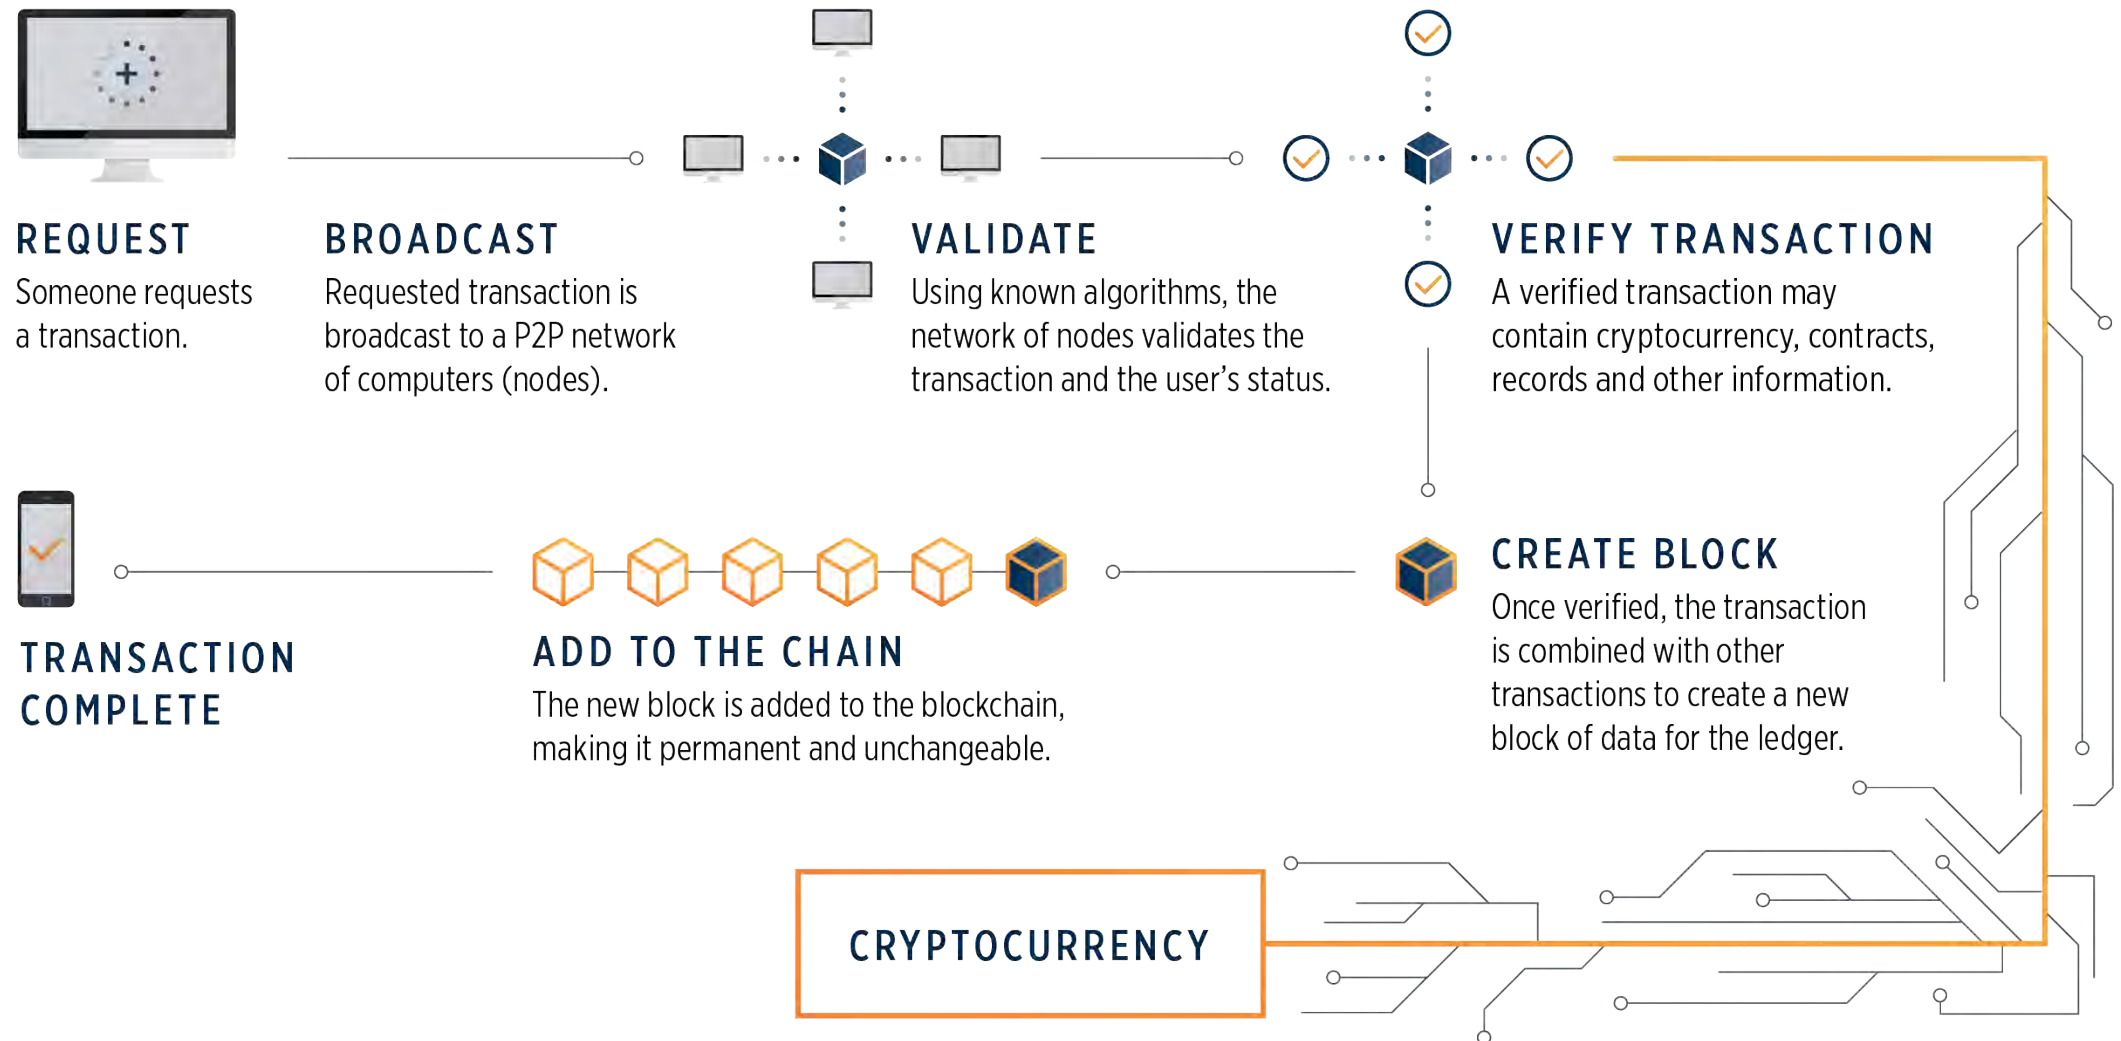 REQUEST
Someone requests
a transaction.
BROADCAST
Requested transaction is
broadcast to a P2P network
of computers (nodes).
VALIDATE
Using known algorithms, the
network of nodes validates the
transaction and the user’s status.
VERIFY TRANSACTION
A verified transaction may
contain cryptocurrency, contracts,
records and other information.
CREATE BLOCK
Once verified, the transaction
is combined with other
transactions to create a new
block of data for the ledger.
ADD TO THE CHAIN
The new block is added to the blockchain,
making it permanent and unchangeable.
TRANSACTION
COMPLETE
CRYPTOCURRENCY